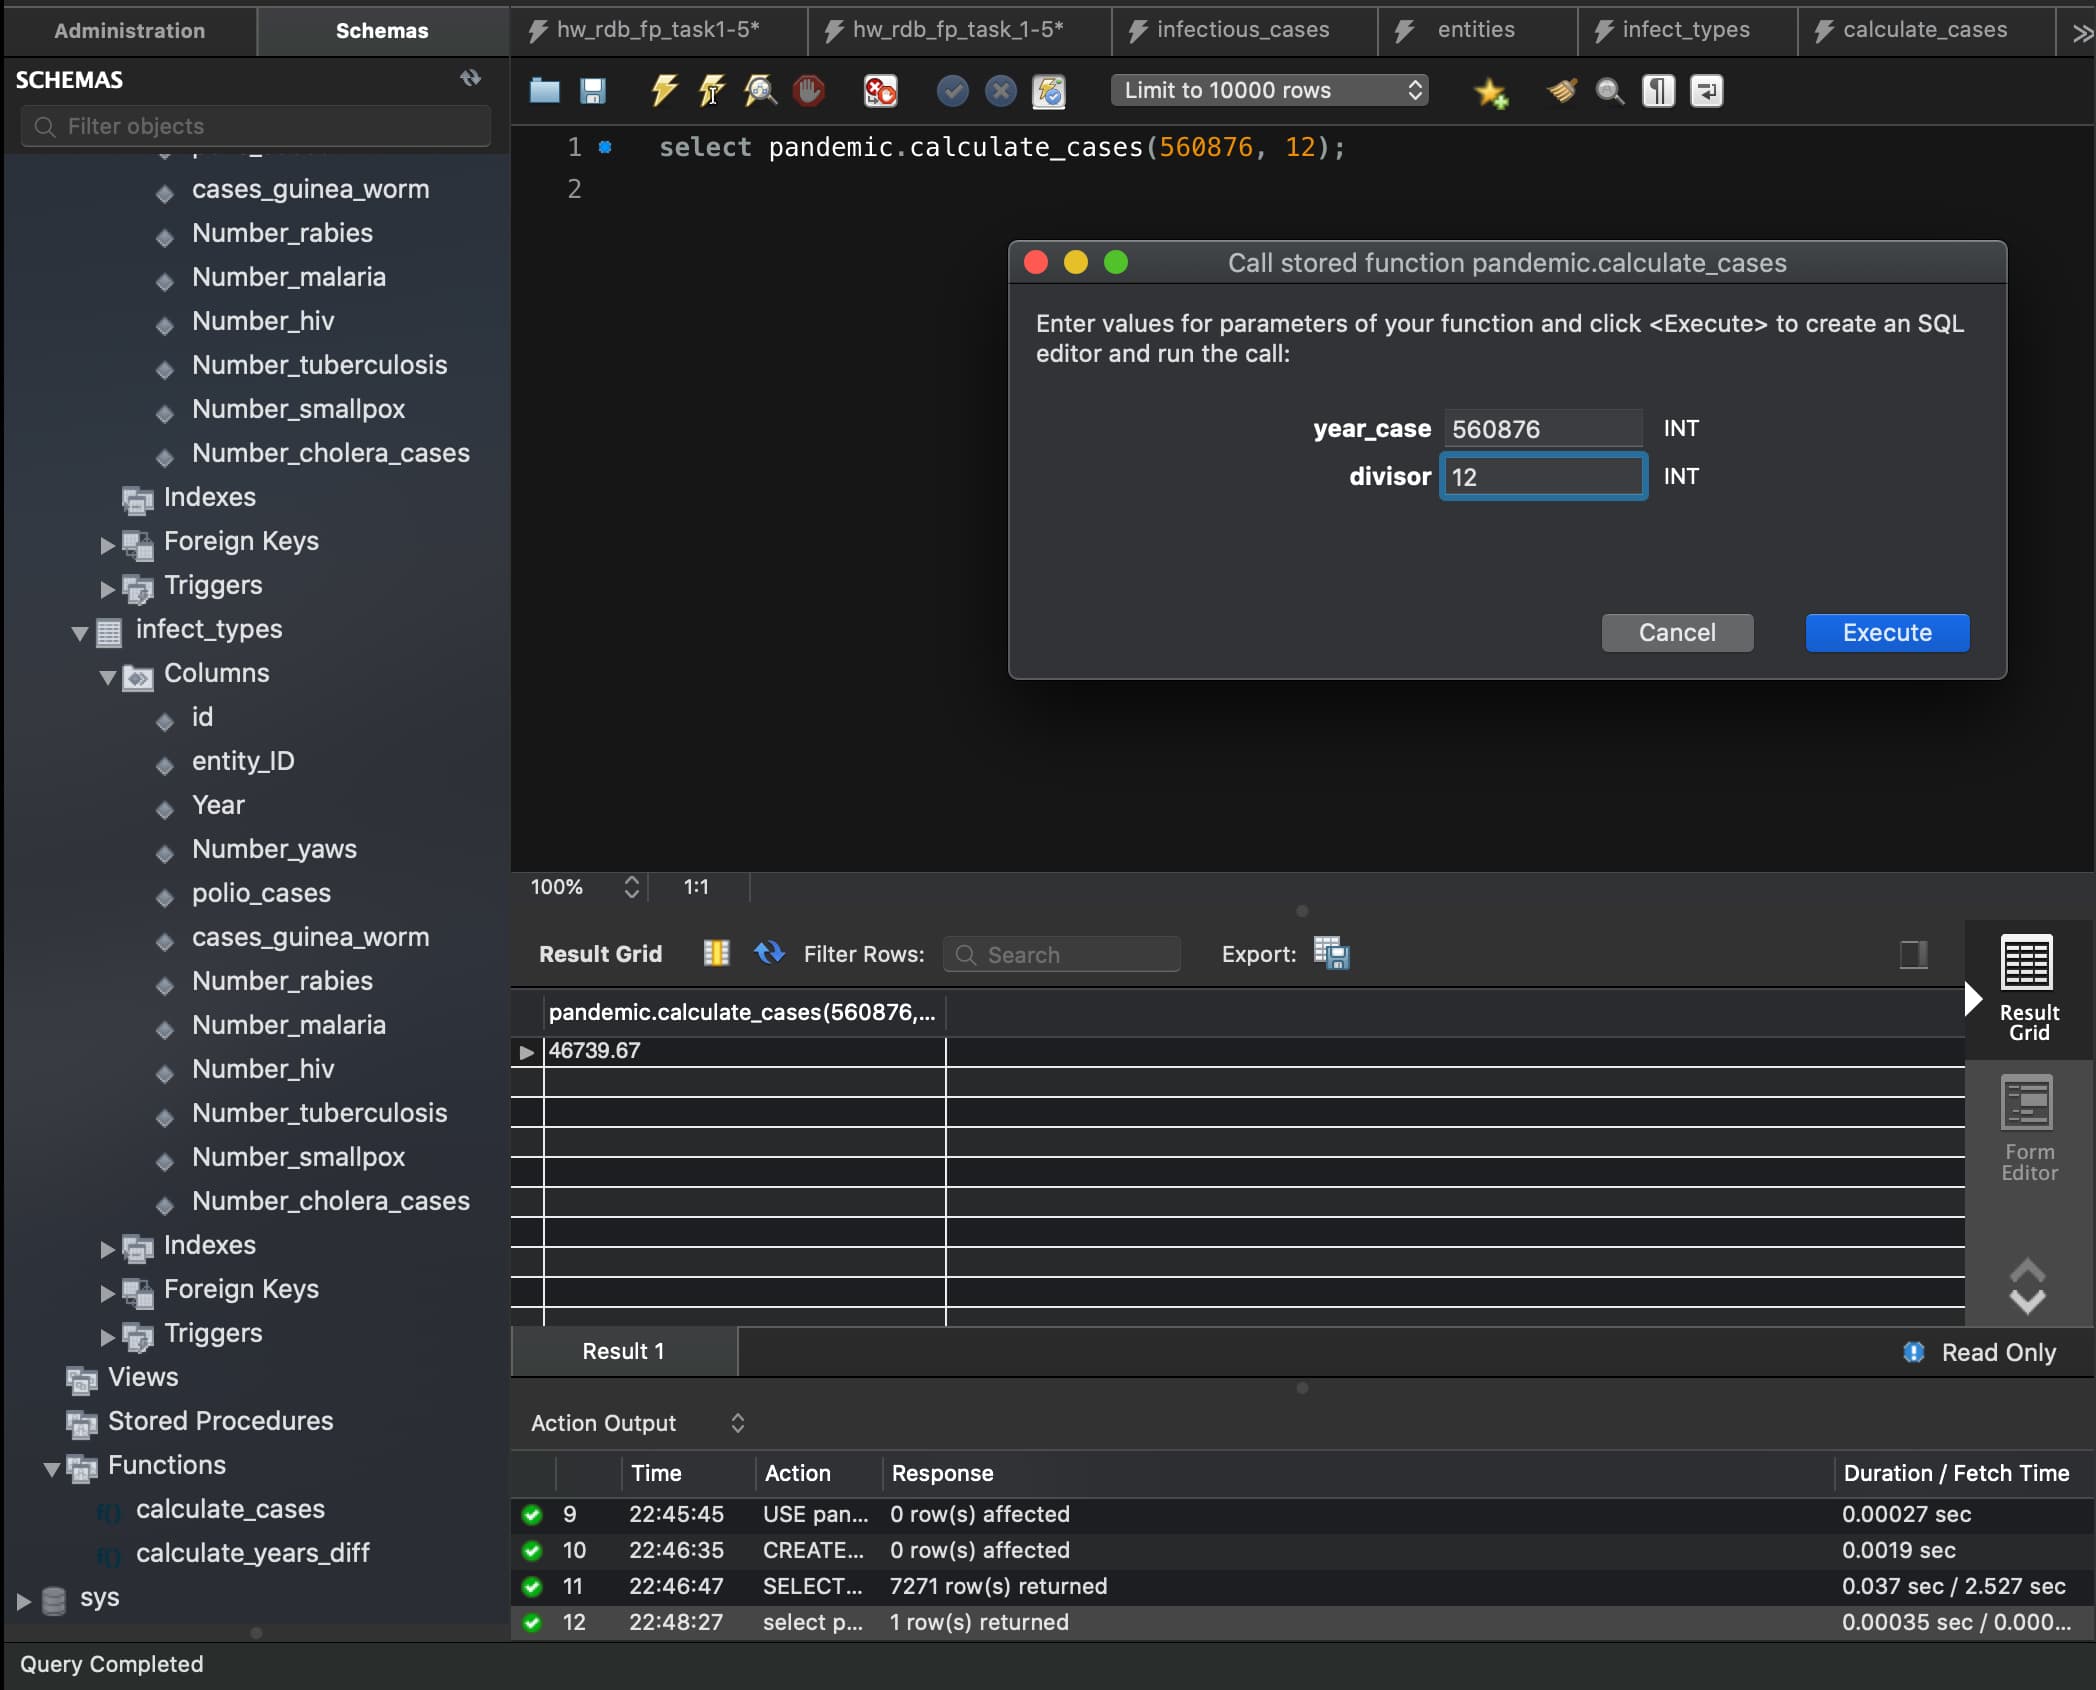 Administration
Schemas
hw_rdb_fp_task1-5*
hw_rdb_fp_task_1-5*
infectious_cases
entities
infect_types
calculate_cases
SCHEMAS
Filter objects
Limit to 10000 rows
cases_guinea_worm
Number_rabies
Number_malaria
Number_hiv
Number_tuberculosis
Number_smallpox
Number_cholera_cases
Indexes
Foreign Keys
Triggers
infect_types
Columns
id
entity_ID
Year
Number_yaws
polio_cases
cases_guinea_worm
Number_rabies
Number_malaria
Number_hiv
Number_tuberculosis
Number_smallpox
Number_cholera_cases
Indexes
Foreign Keys
Triggers
Views
Stored Procedures
Functions
calculate_cases
calculate_years_diff
sys
1 select pandemic.calculate_cases(560876, 12);
2
Call stored function pandemic.calculate_cases
Enter values for parameters of your function and click <Execute> to create an SQL
editor and run the call:
year_case 560876 INT
divisor 12 INT
Cancel Execute
100% 1:1
Result Grid Filter Rows: Search Export:
pandemic.calculate_cases(560876,...
46739.67
Result
Grid
Form
Editor
Result 1
Read Only
Action Output
Time Action Response Duration / Fetch Time
9 22:45:45 USE pan... 0 row(s) affected 0.00027 sec
10 22:46:35 CREATE... 0 row(s) affected 0.0019 sec
11 22:46:47 SELECT... 7271 row(s) returned 0.037 sec / 2.527 sec
12 22:48:27 select p... 1 row(s) returned 0.00035 sec / 0.000...
Query Completed